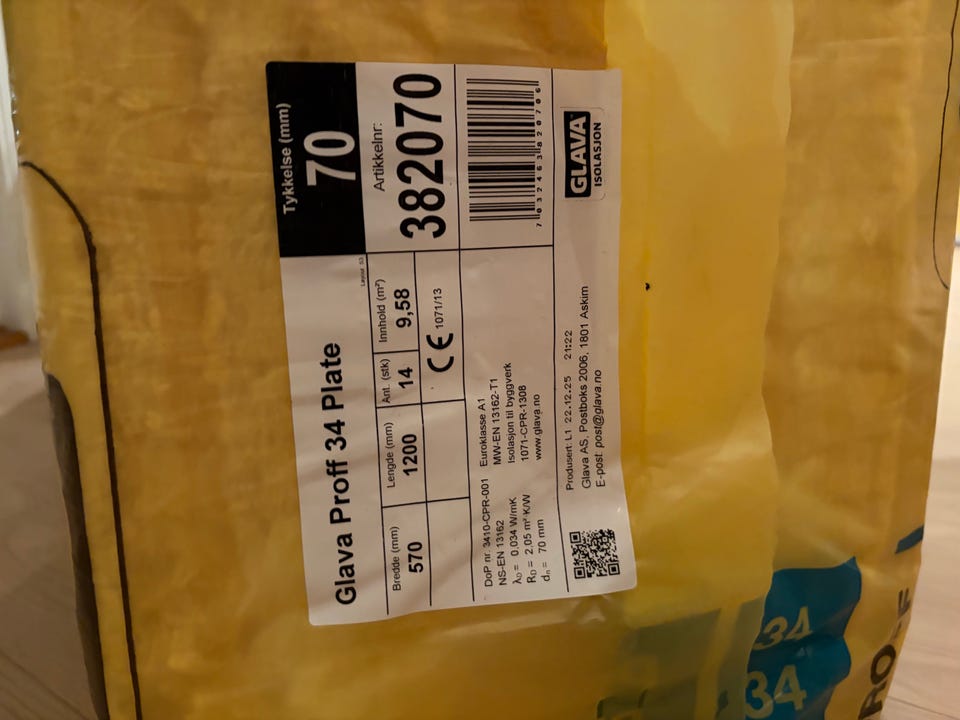 Glava Proff 34 Plate
Tykkelse (mm)
70
Bredde (mm)
570
Lengde (mm)
1200
Ant. (stk)
14
Innhold (m²)
9,58
Artikkelnr:
382070
CE 1071/13
DoP nr. 3410-CPR-001
NS-EN 13162
λD = 0,034 W/mK
RD = 2,05 m²·K/W
dn = 70 mm
Euroklasse A1
MW-EN 13162-T1
Isolasjon til byggverk
1071-CPR-1308
www.glava.no
7032463820706
Produsert: L1 22.12.25 21:22
Glava AS, Postboks 2006, 1801 Askim
E-post: post@glava.no
GLAVA
ISOLASJON
34
34